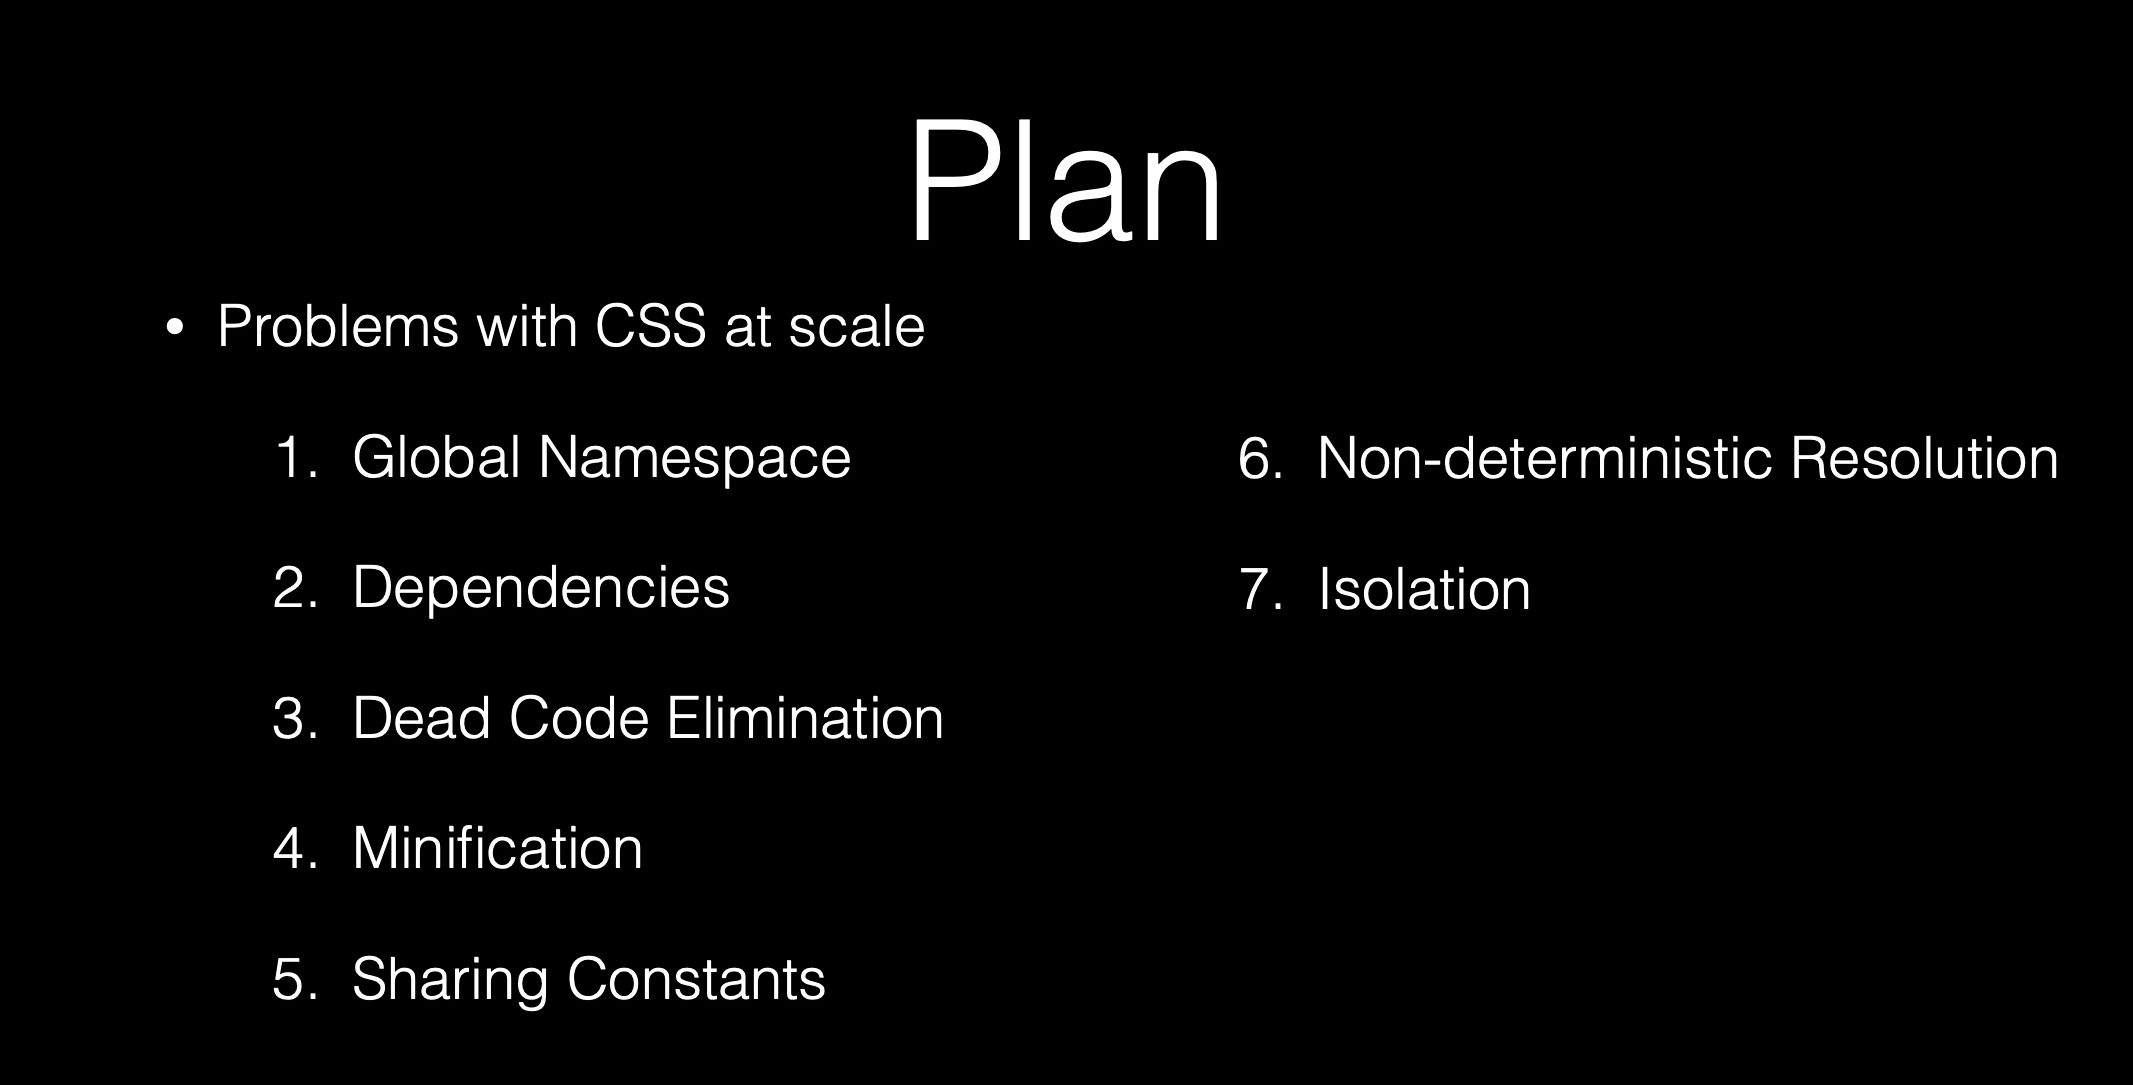 Plan
• Problems with CSS at scale
1. Global Namespace
2. Dependencies
3. Dead Code Elimination
4. Minification
5. Sharing Constants
6. Non-deterministic Resolution
7. Isolation